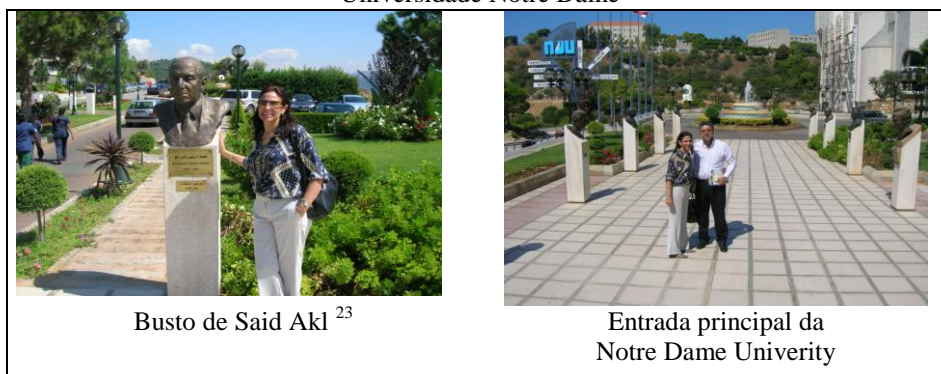 Universidade Notre Dame
NDU
Busto de Said Akl 23
Entrada principal da
Notre Dame Univerity